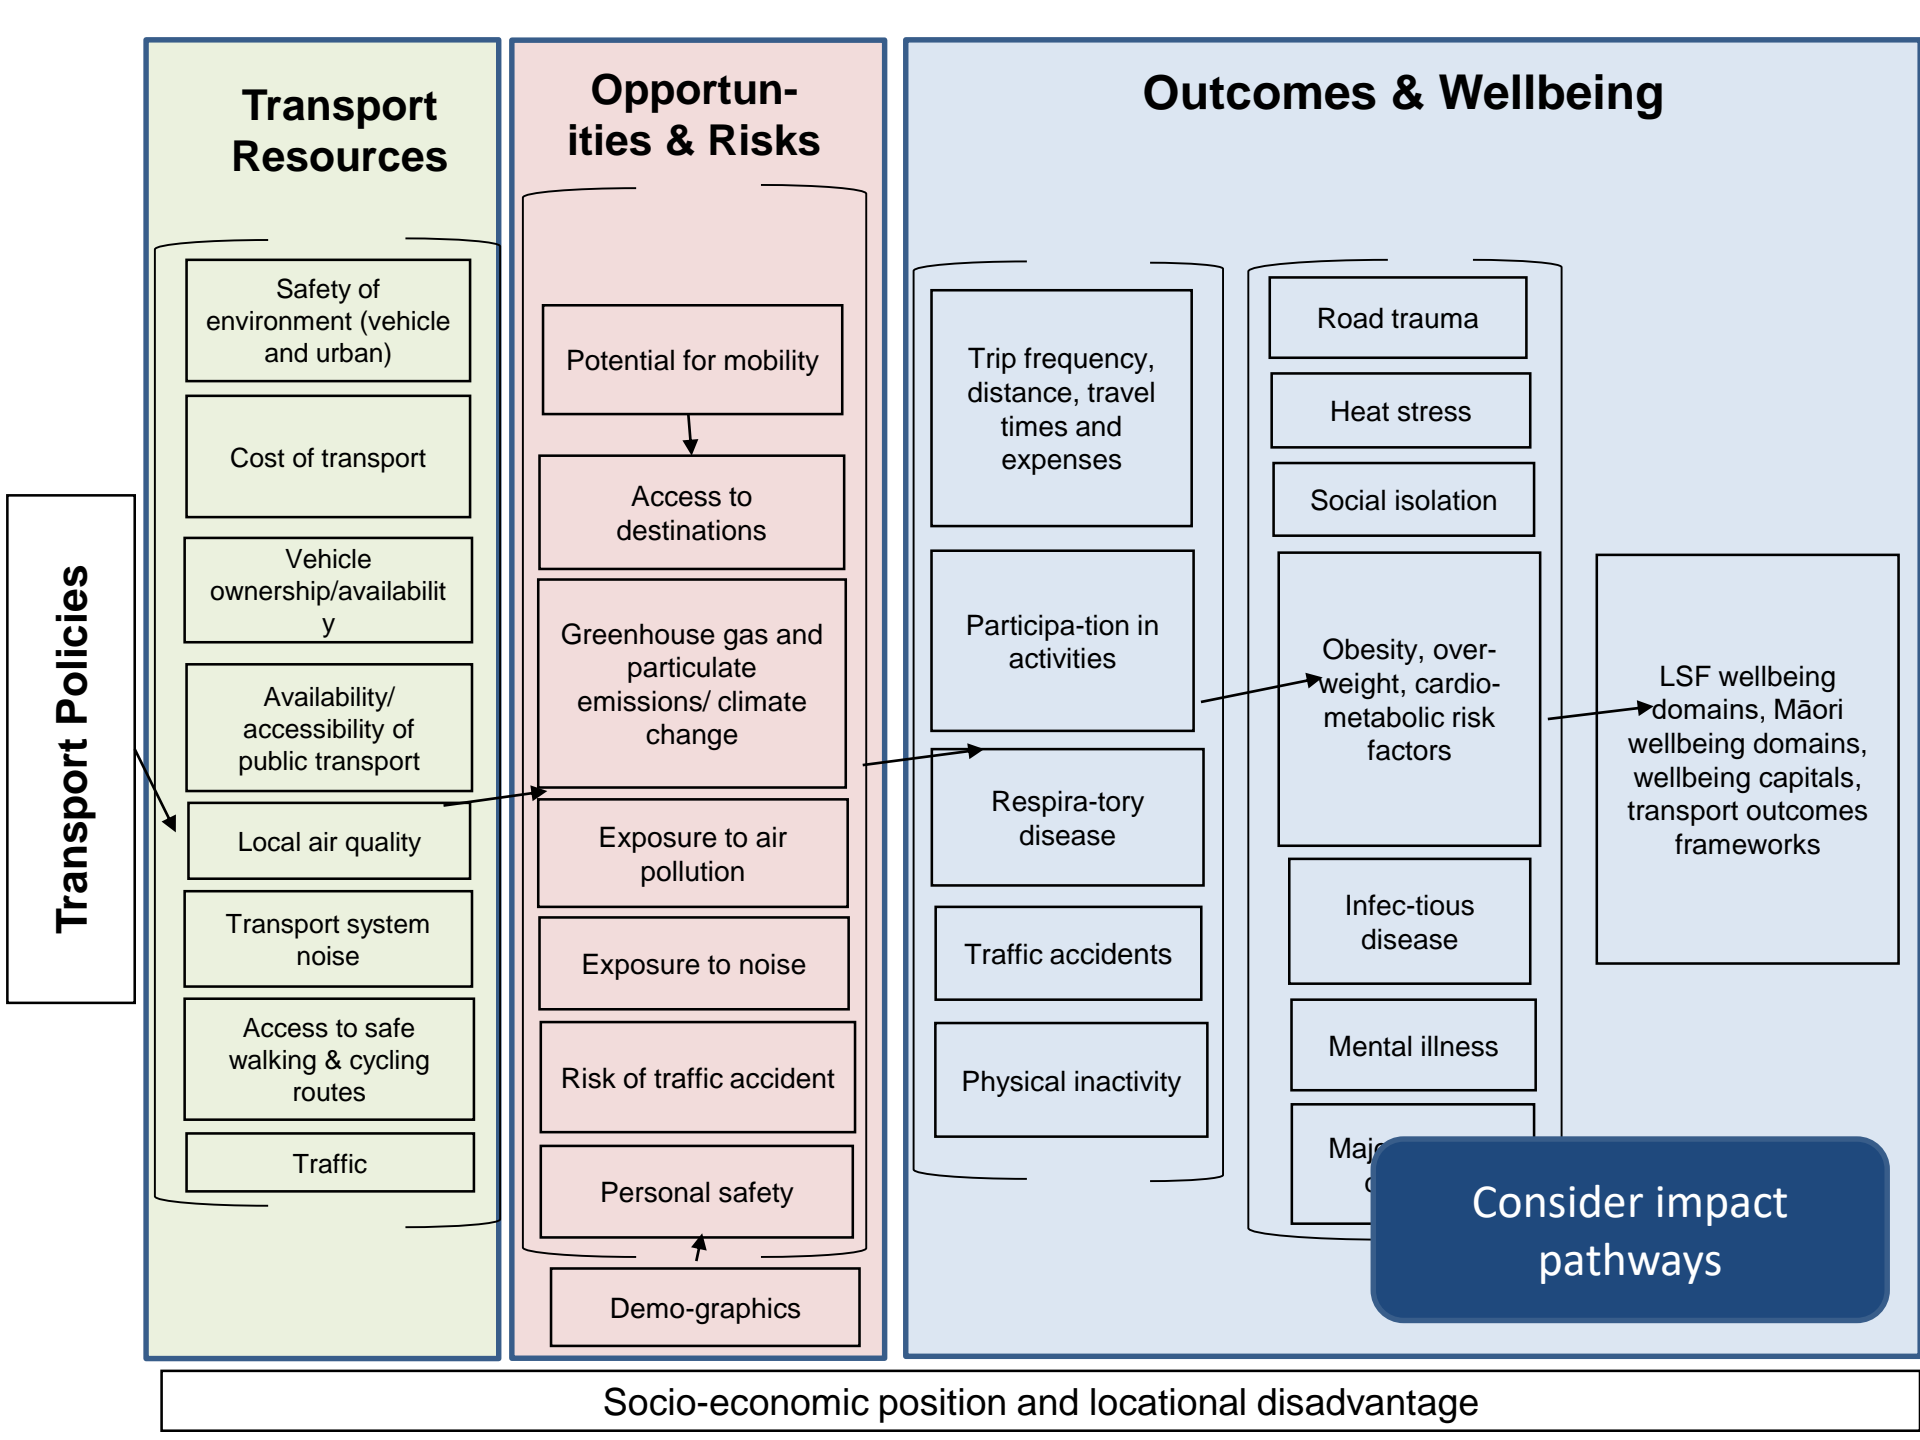 Transport
Resources
Opportun-
ities & Risks
Outcomes & Wellbeing
Transport Policies
Safety of
environment (vehicle
and urban)
Cost of transport
Vehicle
ownership/availabilit
y
Availability/
accessibility of
public transport
Local air quality
Transport system
noise
Access to safe
walking & cycling
routes
Traffic
Potential for mobility
Access to
destinations
Greenhouse gas and
particulate
emissions/ climate
change
Exposure to air
pollution
Exposure to noise
Risk of traffic accident
Personal safety
Demo-graphics
Trip frequency,
distance, travel
times and
expenses
Participa-tion in
activities
Respira-tory
disease
Traffic accidents
Physical inactivity
Road trauma
Heat stress
Social isolation
Obesity, over-
weight, cardio-
metabolic risk
factors
Infec-tious
disease
Mental illness
LSF wellbeing
domains, Māori
wellbeing domains,
wellbeing capitals,
transport outcomes
frameworks
Consider impact
pathways
Socio-economic position and locational disadvantage